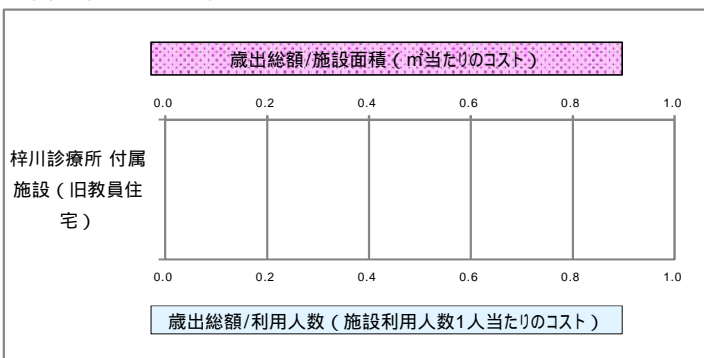 歳出総額/施設面積(㎡当たりのコスト)
0.0 0.2 0.4 0.6 0.8 1.0
梓川診療所 付属
施設(旧教員住
宅)
0.0 0.2 0.4 0.6 0.8 1.0
歳出総額/利用人数(施設利用人数1人当たりのコスト)